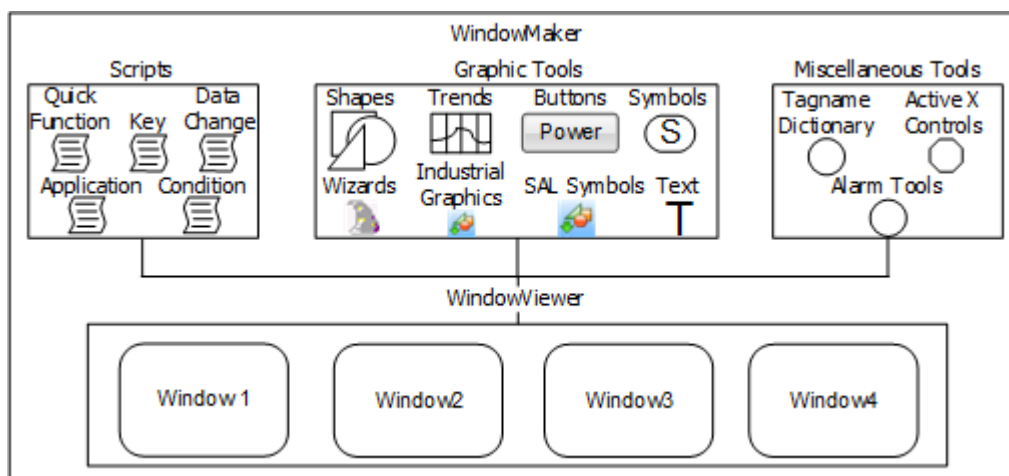 WindowMaker
Scripts
Graphic Tools
Miscellaneous Tools
Quick Function
Key
Data Change
Application
Condition
Shapes
Trends
Buttons
Symbols
Power
S
Wizards
Industrial Graphics
SAL Symbols
Text
T
Tagname Dictionary
Active X Controls
Alarm Tools
WindowViewer
Window 1
Window2
Window3
Window4